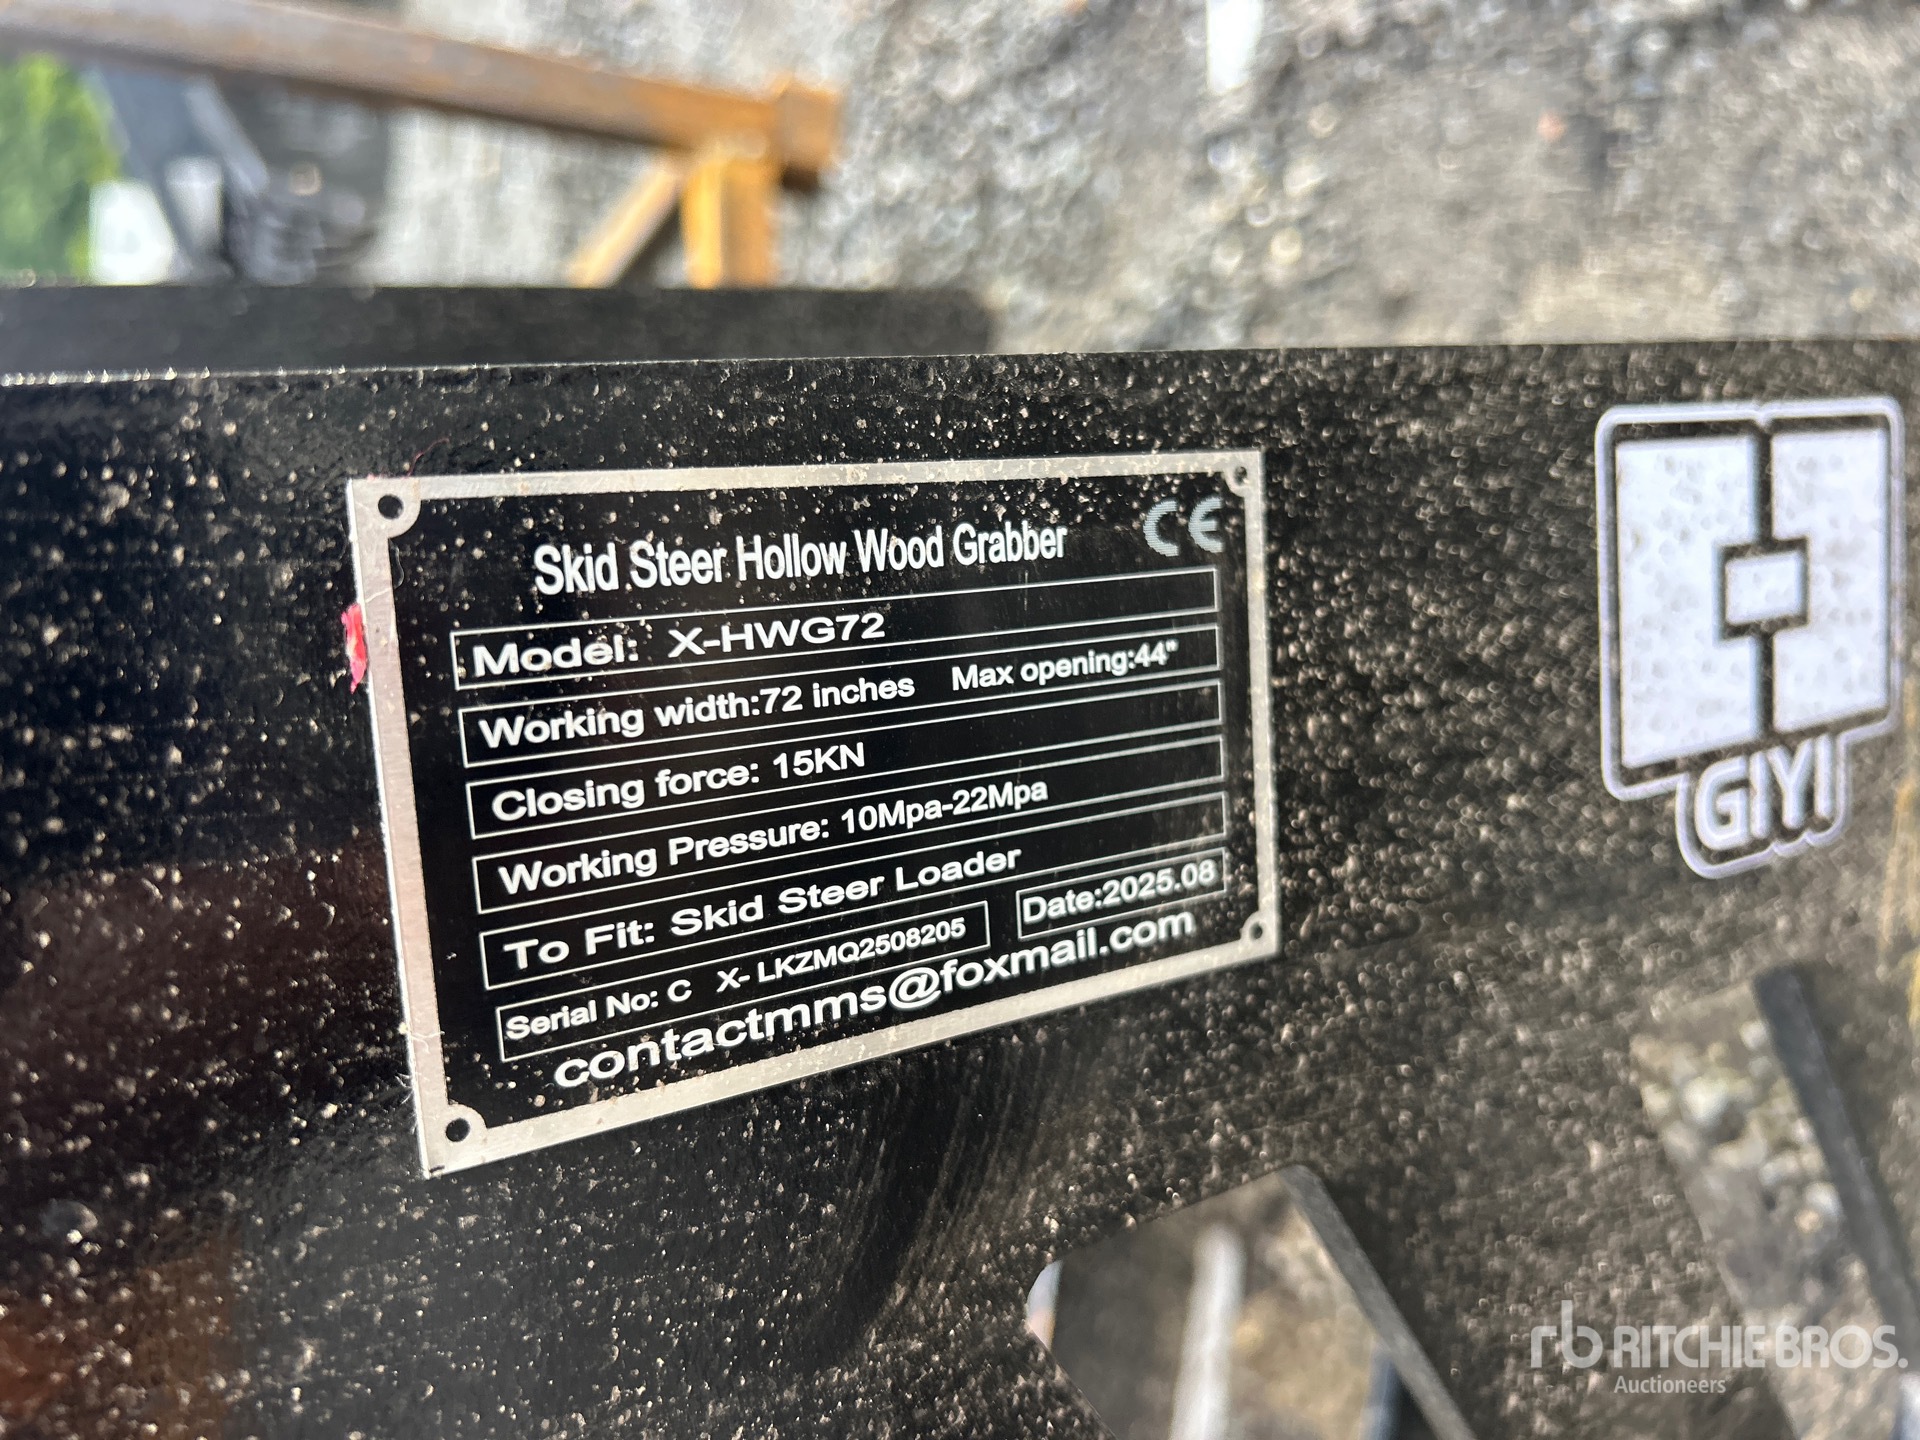 Skid Steer Hollow Wood Grabber CE
Model: X-HWG72
Working width:72 inches Max opening:44"
Closing force: 15KN
Working Pressure: 10Mpa-22Mpa
To Fit: Skid Steer Loader
Serial No: C X- LKZMQ2508205 Date:2025.08
contactmms@foxmail.com
GIYI
rb RITCHIE BROS.
Auctioneers